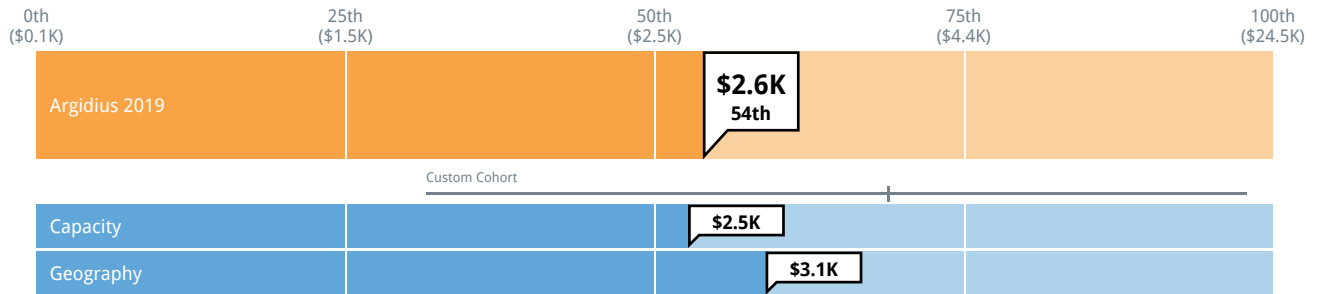 0th 25th 50th 75th 100th
($0.1K) ($1.5K) ($2.5K) ($4.4K) ($24.5K)
$2.6K
Argidius 2019
54th
Custom Cohort
Capacity $2.5K
Geography $3.1K